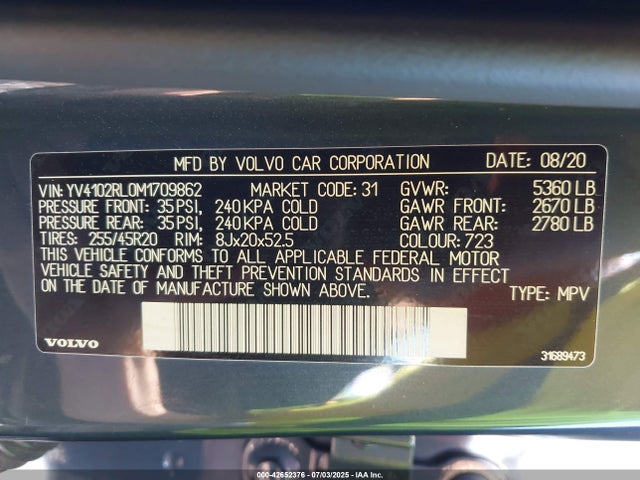 MFD BY VOLVO CAR CORPORATION DATE: 08/20
VIN: YV4102RL0M1709862 MARKET CODE: 31 GVWR: 5360 LB
PRESSURE FRONT: 35 PSI, 240 KPA COLD GAWR FRONT: 2670 LB
PRESSURE REAR: 35 PSI, 240 KPA COLD GAWR REAR: 2780 LB
TIRES: 255/45R20 RIM: 8Jx20x52.5 COLOUR: 723
THIS VEHICLE CONFORMS TO ALL APPLICABLE FEDERAL MOTOR
VEHICLE SAFETY AND THEFT PREVENTION STANDARDS IN EFFECT
ON THE DATE OF MANUFACTURE SHOWN ABOVE. TYPE: MPV
VOLVO 31689473
000-42652376 - 07/03/2025 - IAA Inc.